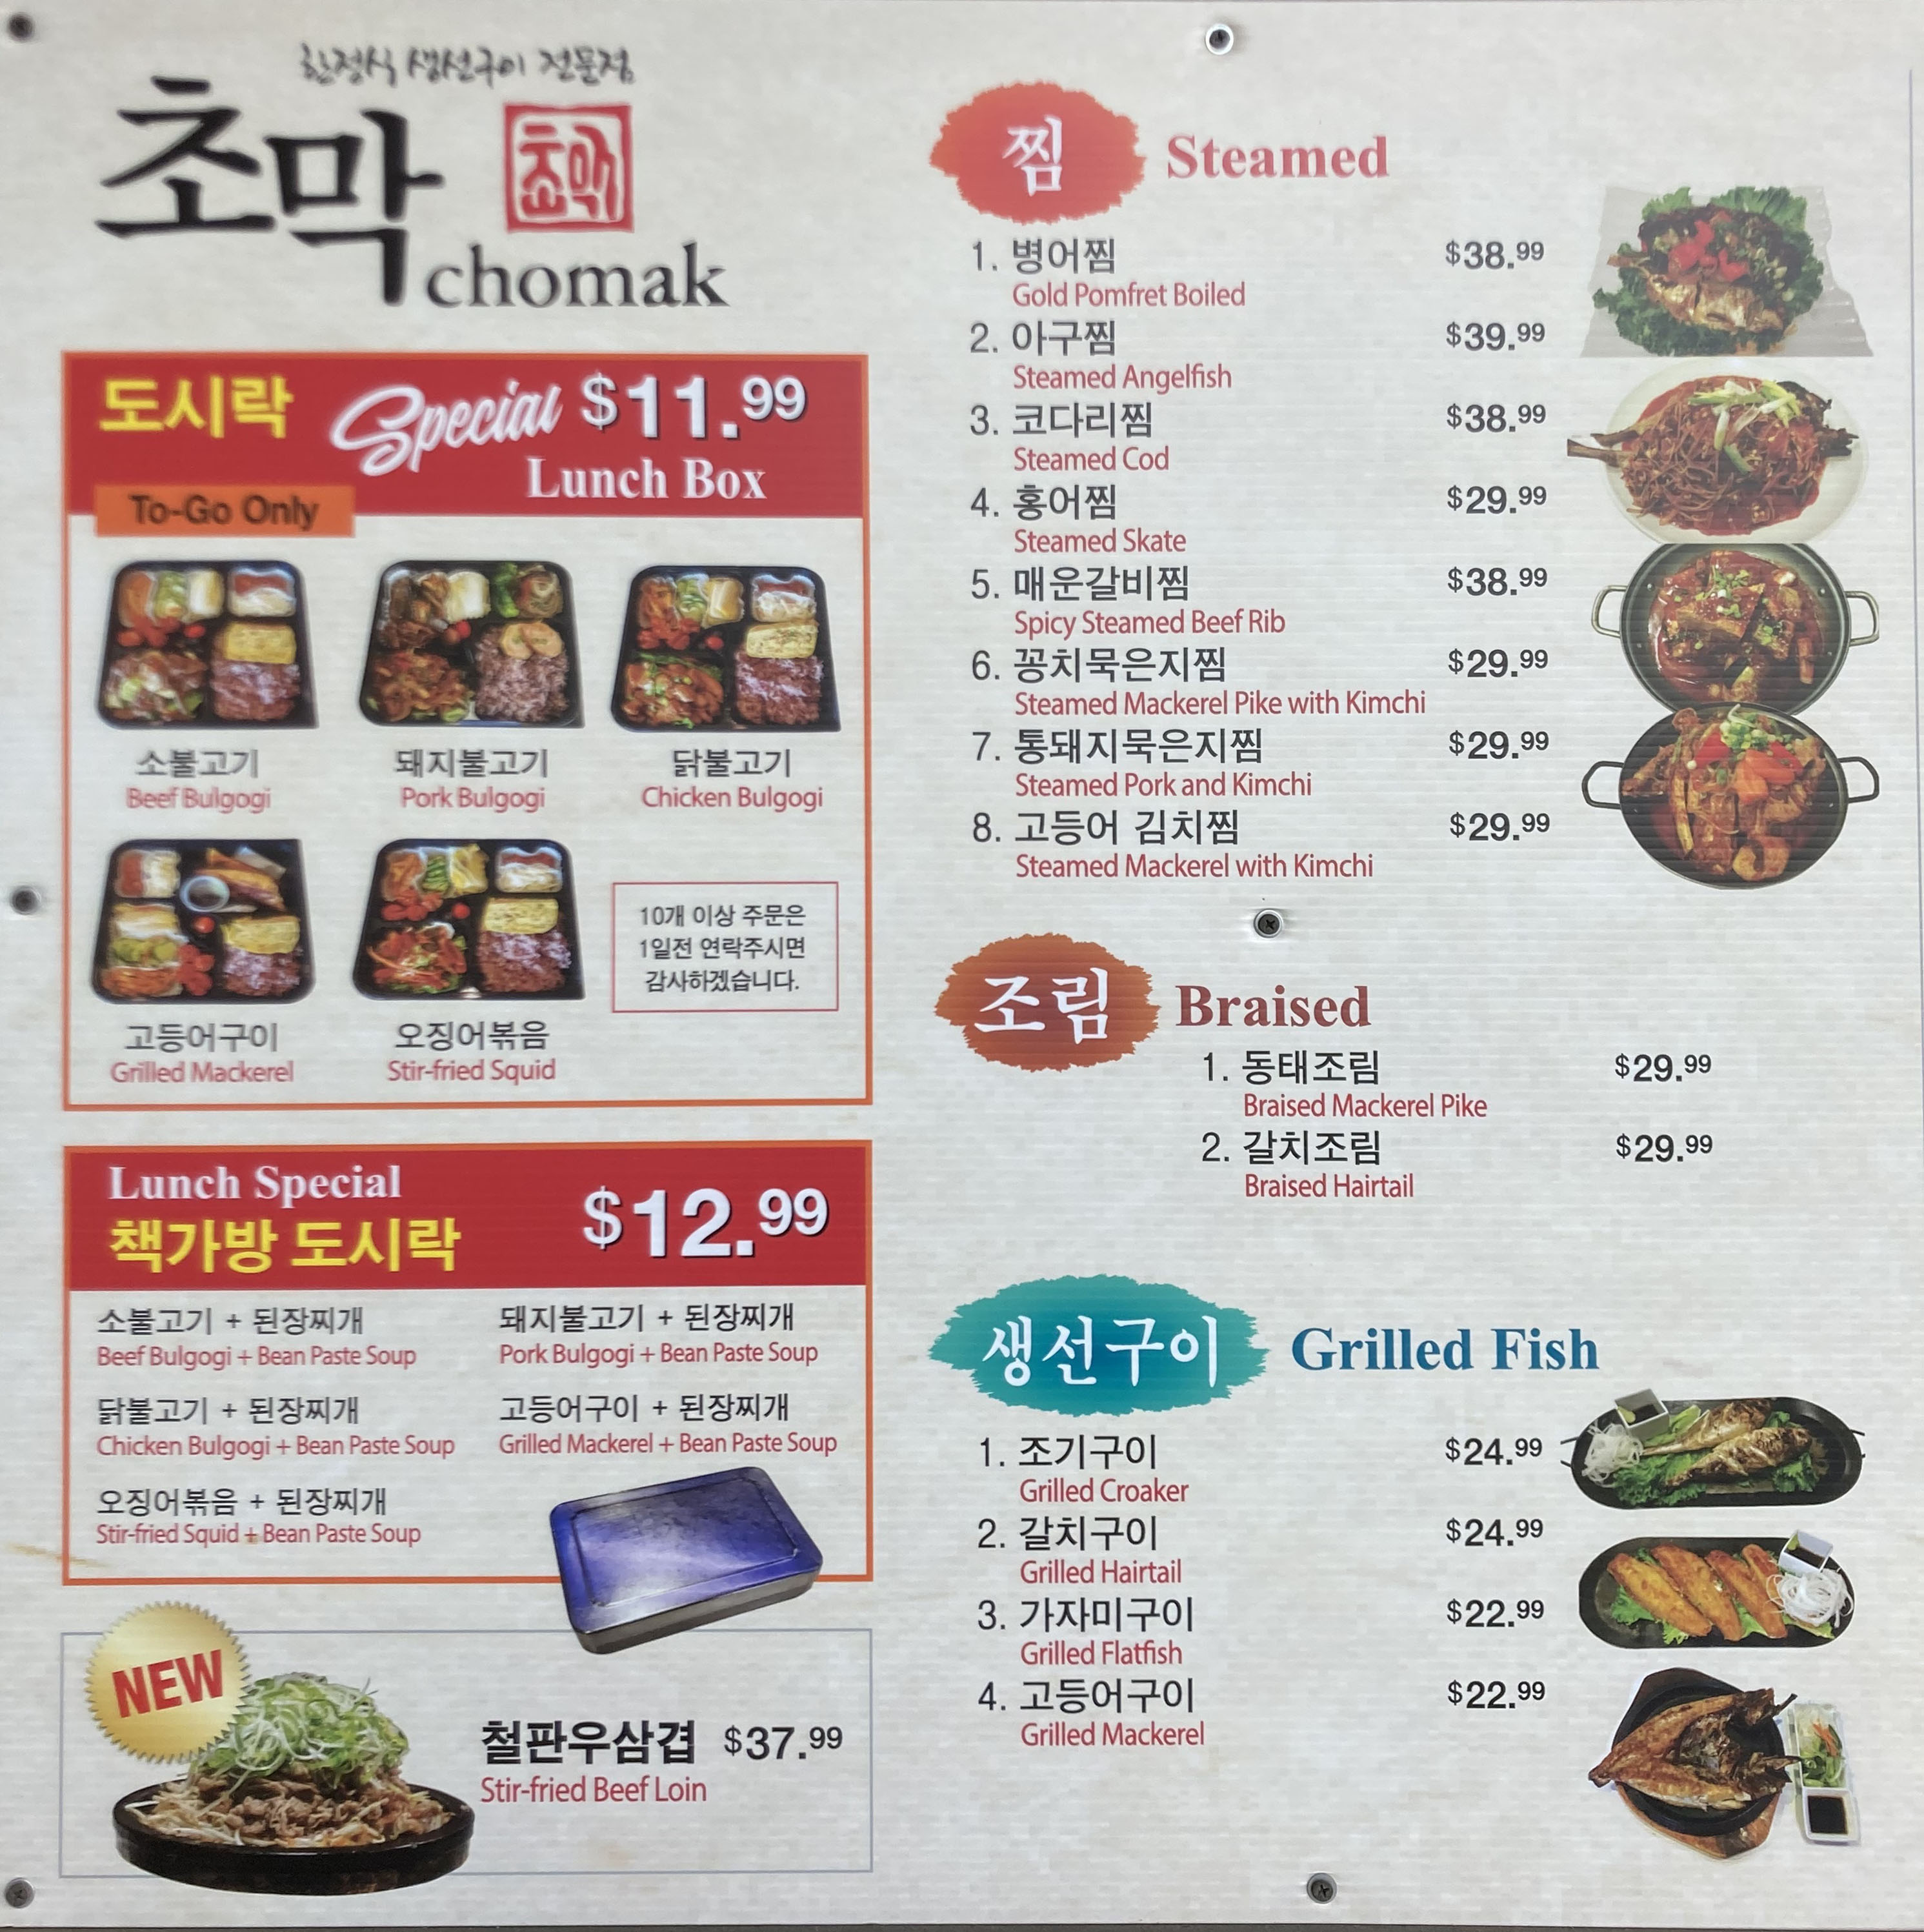 한정식 생선구이 전문점
초막
초막
chomak
도시락 Special $11.99
Lunch Box
To-Go Only
소불고기
Beef Bulgogi
돼지불고기
Pork Bulgogi
닭불고기
Chicken Bulgogi
고등어구이
Grilled Mackerel
오징어볶음
Stir-fried Squid
10개 이상 주문은
1일전 연락주시면
감사하겠습니다.
Lunch Special
책가방 도시락
$12.99
소불고기 + 된장찌개
Beef Bulgogi + Bean Paste Soup
돼지불고기 + 된장찌개
Pork Bulgogi + Bean Paste Soup
닭불고기 + 된장찌개
Chicken Bulgogi + Bean Paste Soup
고등어구이 + 된장찌개
Grilled Mackerel + Bean Paste Soup
오징어볶음 + 된장찌개
Stir-fried Squid + Bean Paste Soup
NEW
철판우삼겹 $37.99
Stir-fried Beef Loin
찜 Steamed
1. 병어찜 $38.99
Gold Pomfret Boiled
2. 아구찜 $39.99
Steamed Angelfish
3. 코다리찜 $38.99
Steamed Cod
4. 홍어찜 $29.99
Steamed Skate
5. 매운갈비찜 $38.99
Spicy Steamed Beef Rib
6. 꽁치묵은지찜 $29.99
Steamed Mackerel Pike with Kimchi
7. 통돼지묵은지찜 $29.99
Steamed Pork and Kimchi
8. 고등어 김치찜 $29.99
Steamed Mackerel with Kimchi
조림 Braised
1. 동태조림 $29.99
Braised Mackerel Pike
2. 갈치조림 $29.99
Braised Hairtail
생선구이 Grilled Fish
1. 조기구이 $24.99
Grilled Croaker
2. 갈치구이 $24.99
Grilled Hairtail
3. 가자미구이 $22.99
Grilled Flatfish
4. 고등어구이 $22.99
Grilled Mackerel